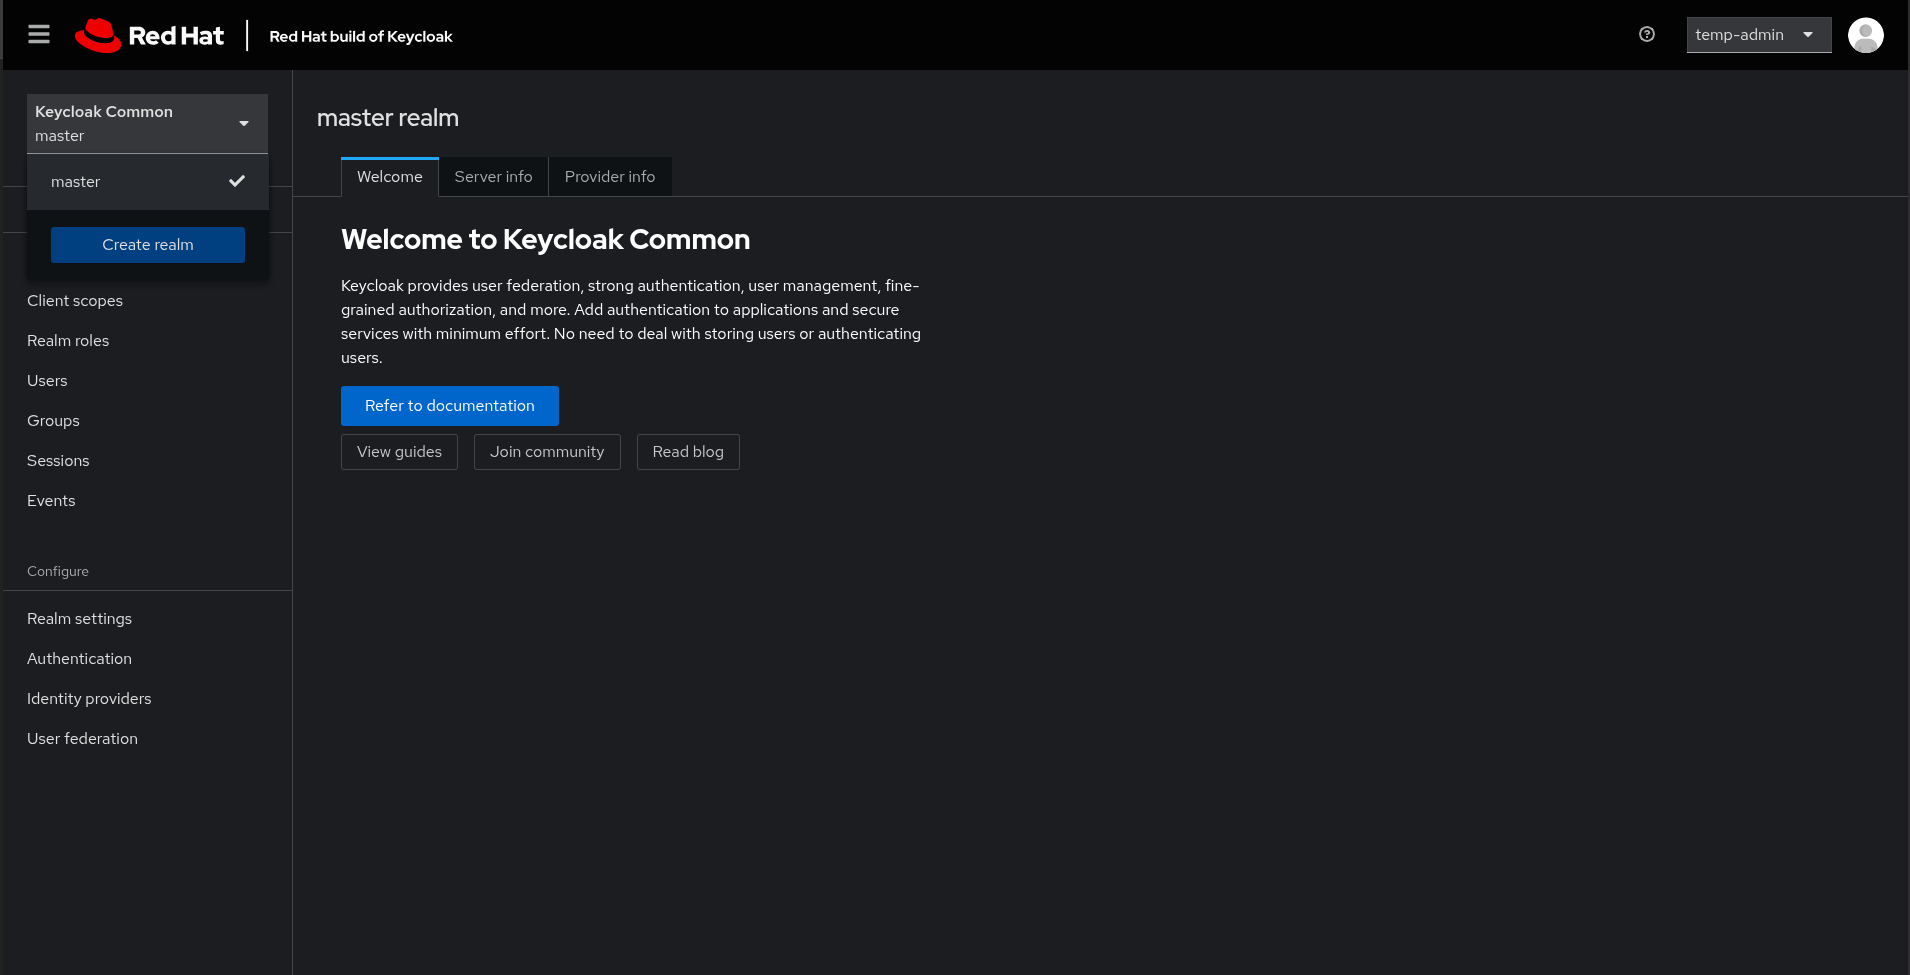 Red Hat
Red Hat build of Keycloak
temp-admin
Keycloak Common
master
master
Create realm
Client scopes
Realm roles
Users
Groups
Sessions
Events
Configure
Realm settings
Authentication
Identity providers
User federation
master realm
Welcome
Server info
Provider info
Welcome to Keycloak Common
Keycloak provides user federation, strong authentication, user management, fine-
grained authorization, and more. Add authentication to applications and secure
services with minimum effort. No need to deal with storing users or authenticating
users.
Refer to documentation
View guides
Join community
Read blog